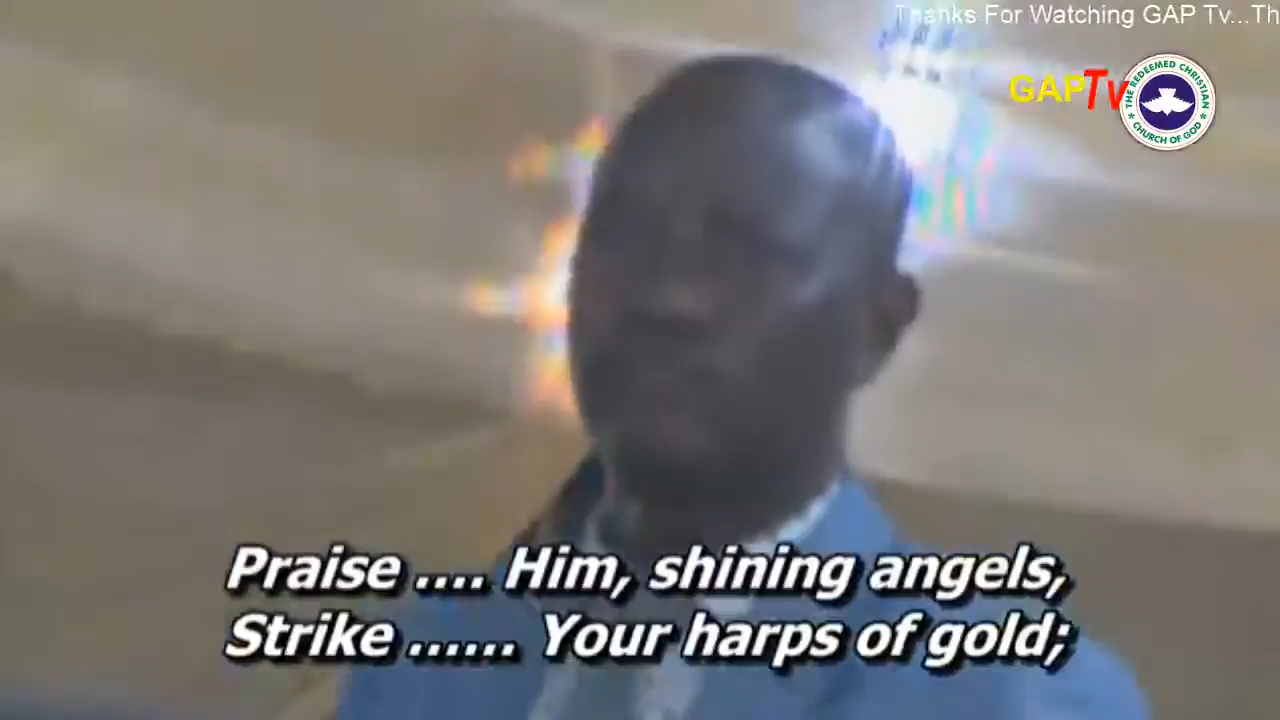 Thanks For Watching GAP Tv...Th
GAPTv
THE REDEEMED CHRISTIAN
CHURCH OF GOD
Praise .... Him, shining angels,
Strike ...... Your harps of gold;